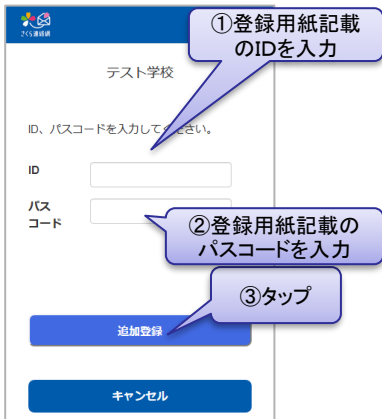 さくら連絡網
①登録用紙記載
のIDを入力
テスト学校
ID、パスコードを入力してください。
ID
パス
コード
②登録用紙記載の
パスコードを入力
③タップ
追加登録
キャンセル